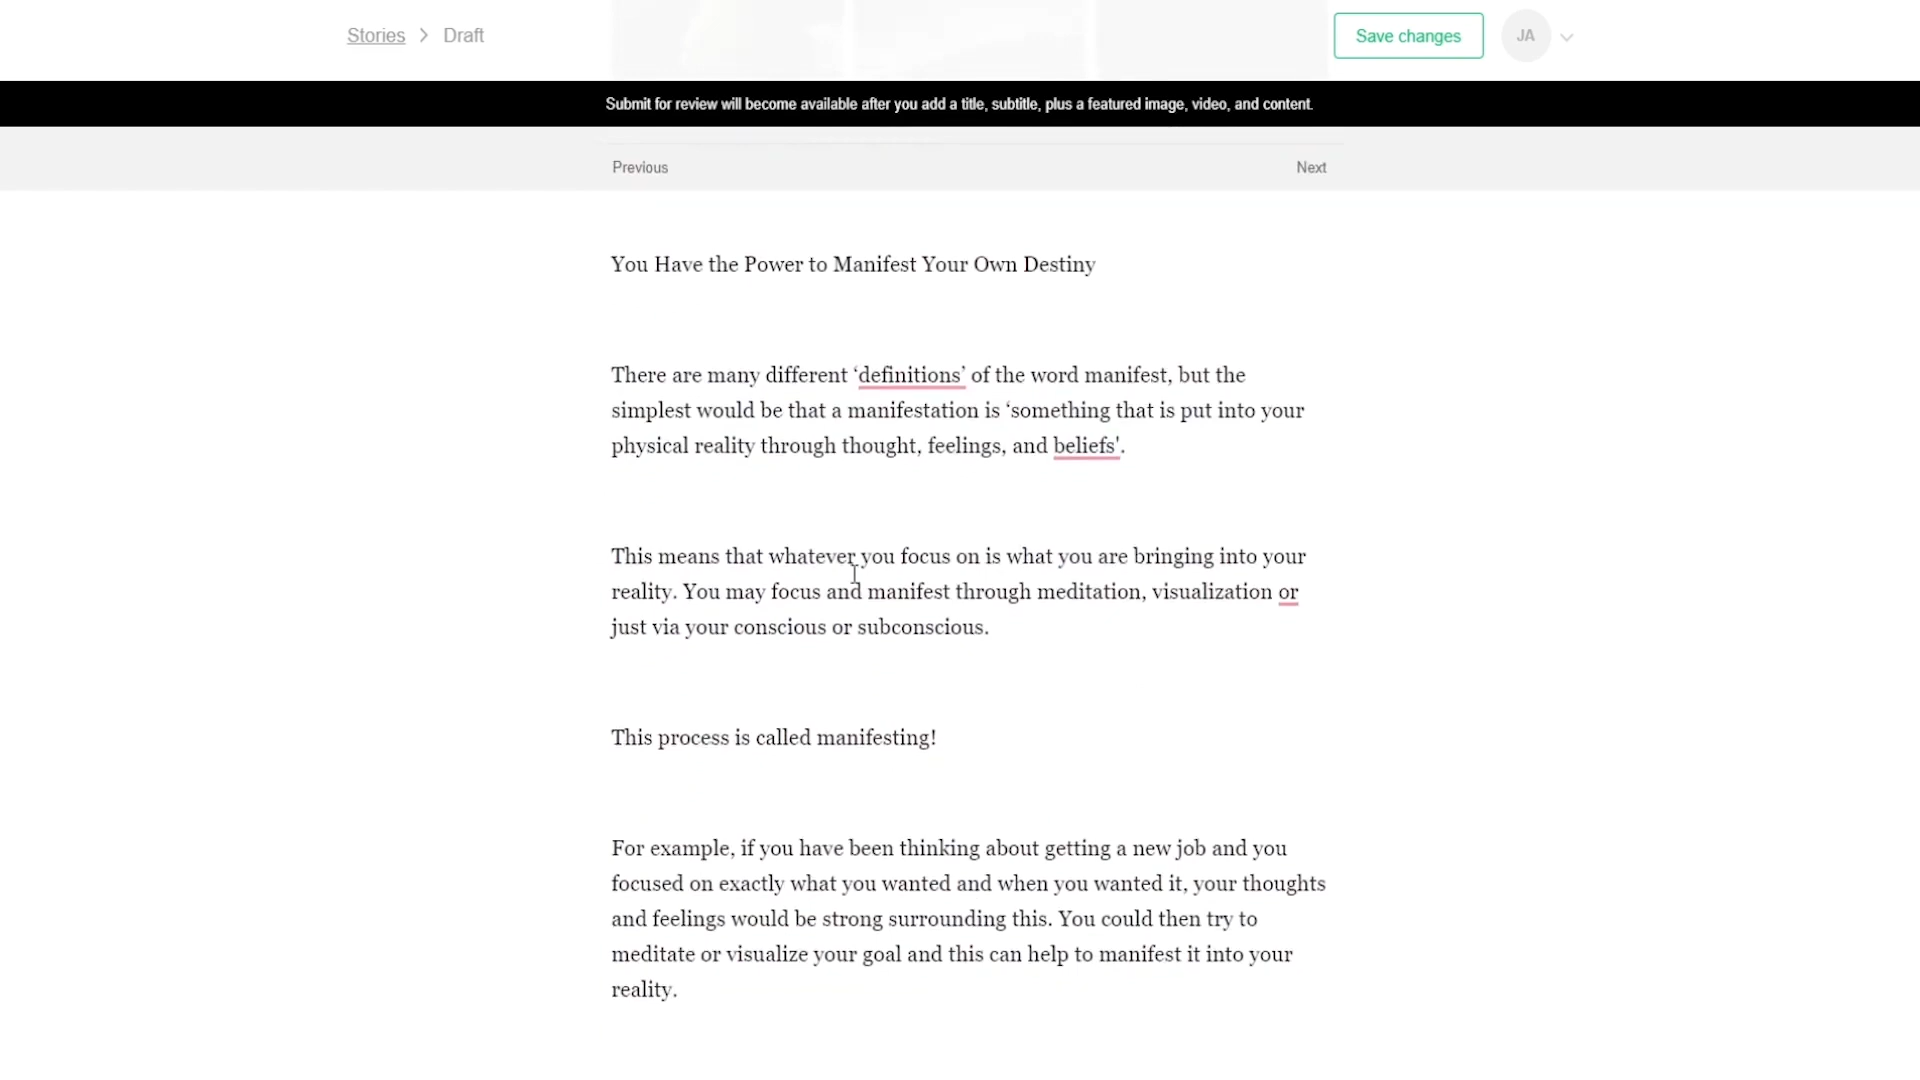 Stories > Draft
Save changes
JA
Submit for review will become available after you add a title, subtitle, plus a featured image, video, and content.
Previous
Next
You Have the Power to Manifest Your Own Destiny
There are many different ‘definitions’ of the word manifest, but the
simplest would be that a manifestation is ‘something that is put into your
physical reality through thought, feelings, and beliefs'.
This means that whatever you focus on is what you are bringing into your
reality. You may focus and manifest through meditation, visualization or
just via your conscious or subconscious.
This process is called manifesting!
For example, if you have been thinking about getting a new job and you
focused on exactly what you wanted and when you wanted it, your thoughts
and feelings would be strong surrounding this. You could then try to
meditate or visualize your goal and this can help to manifest it into your
reality.